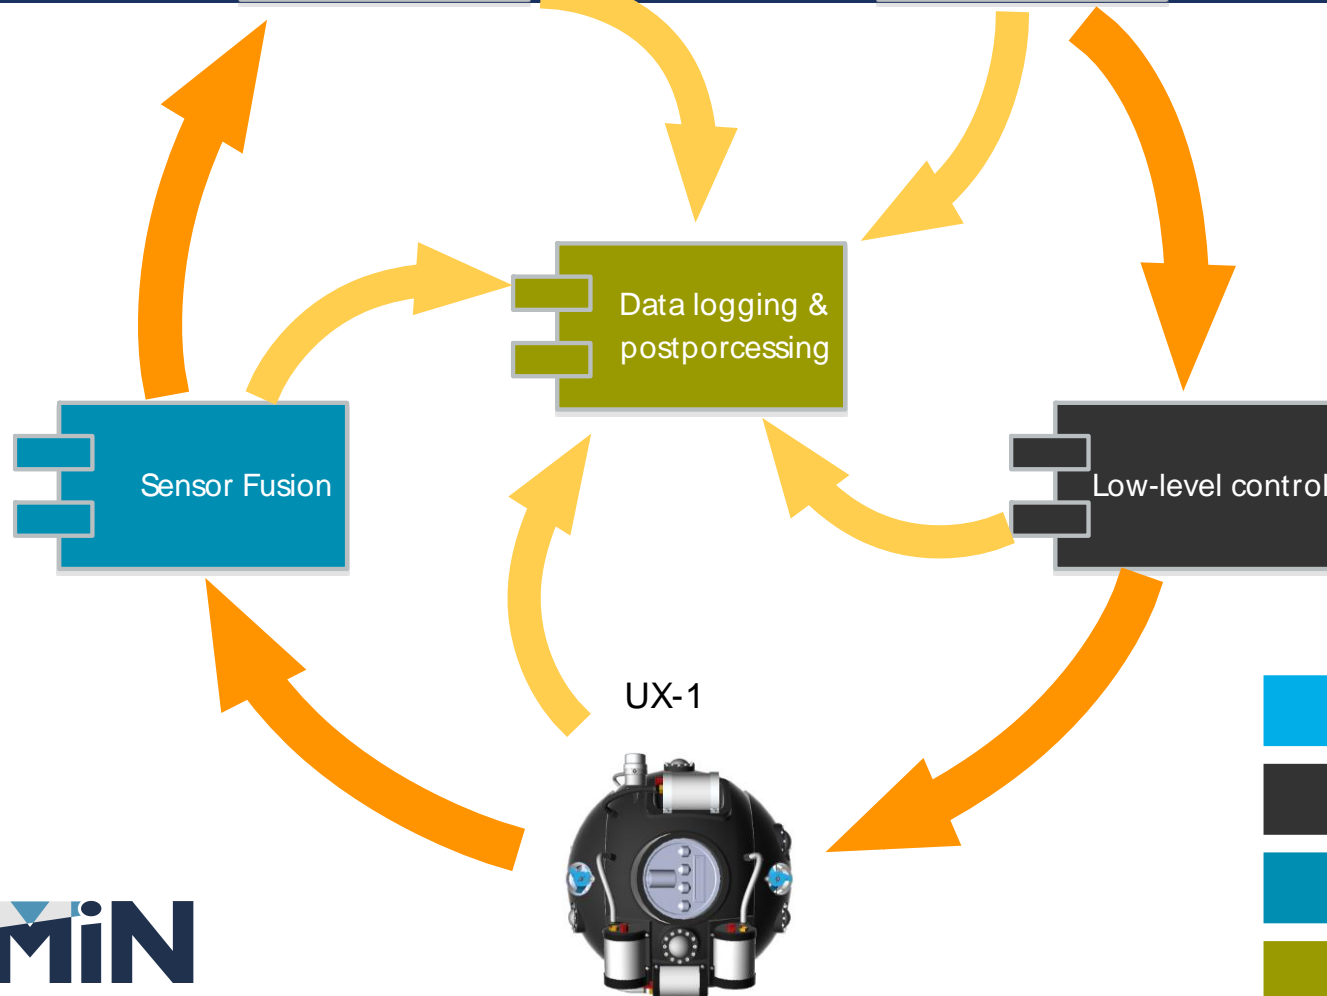 Data logging &
postporcessing
Sensor Fusion
Low-level control
UX-1
MiN